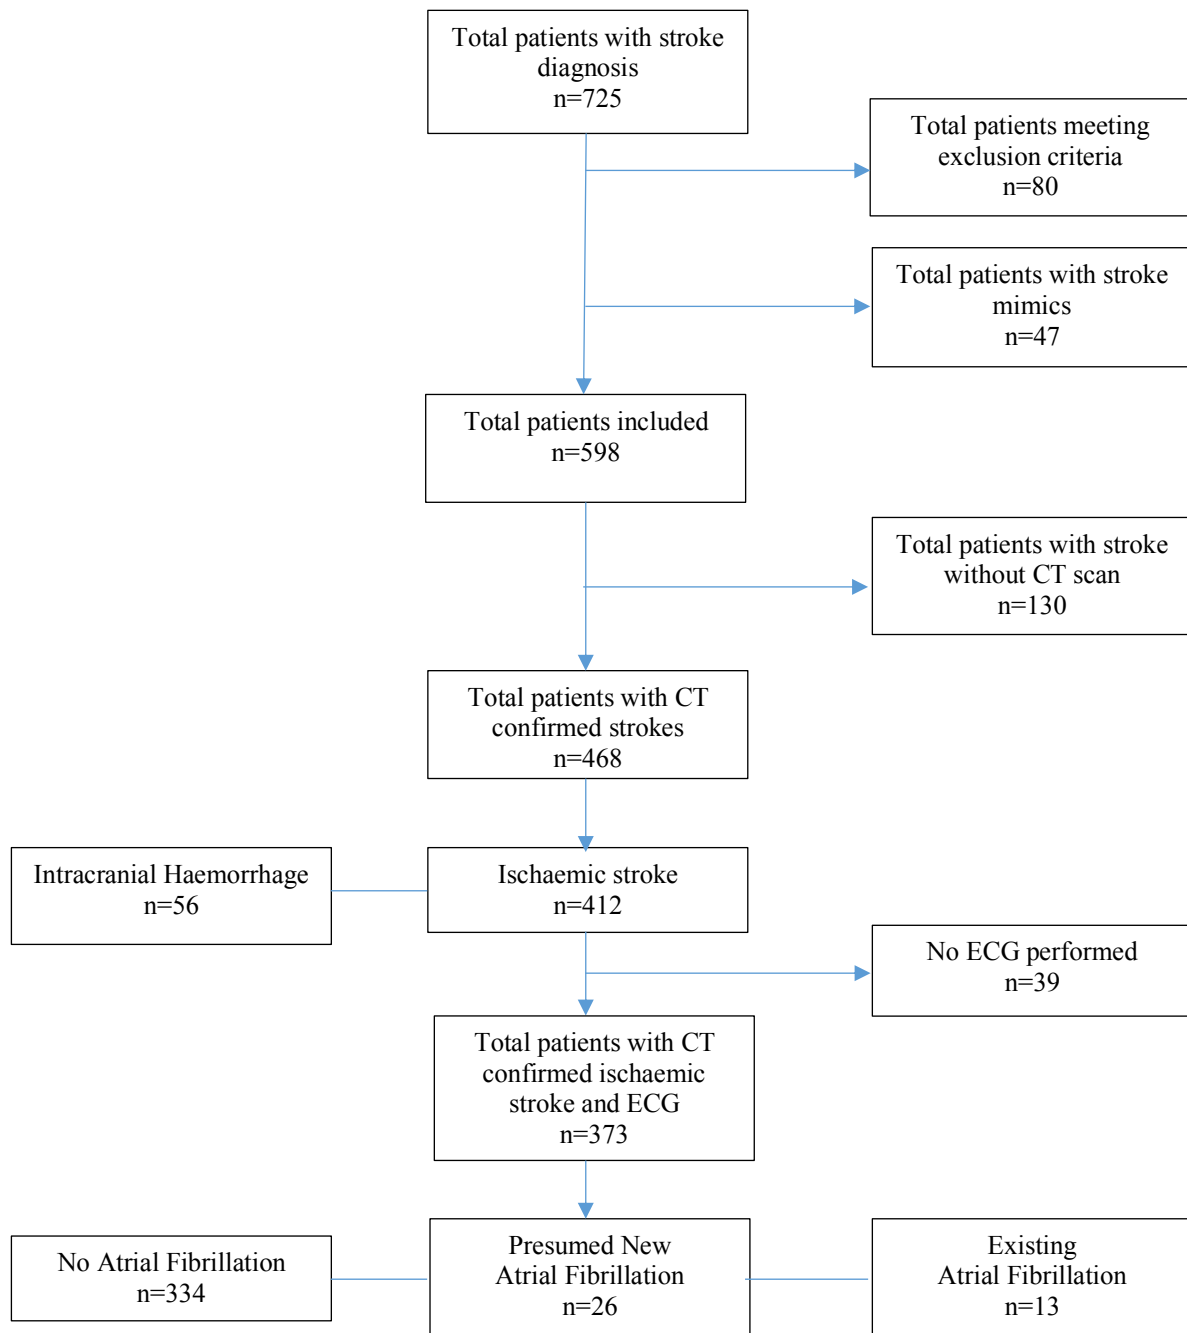 Total patients with stroke
diagnosis
n=725
Total patients meeting
exclusion criteria
n=80
Total patients with stroke
mimics
n=47
Total patients included
n=598
Total patients with stroke
without CT scan
n=130
Total patients with CT
confirmed strokes
n=468
Intracranial Haemorrhage
n=56
Ischaemic stroke
n=412
No ECG performed
n=39
Total patients with CT
confirmed ischaemic
stroke and ECG
n=373
No Atrial Fibrillation
n=334
Presumed New
Atrial Fibrillation
n=26
Existing
Atrial Fibrillation
n=13